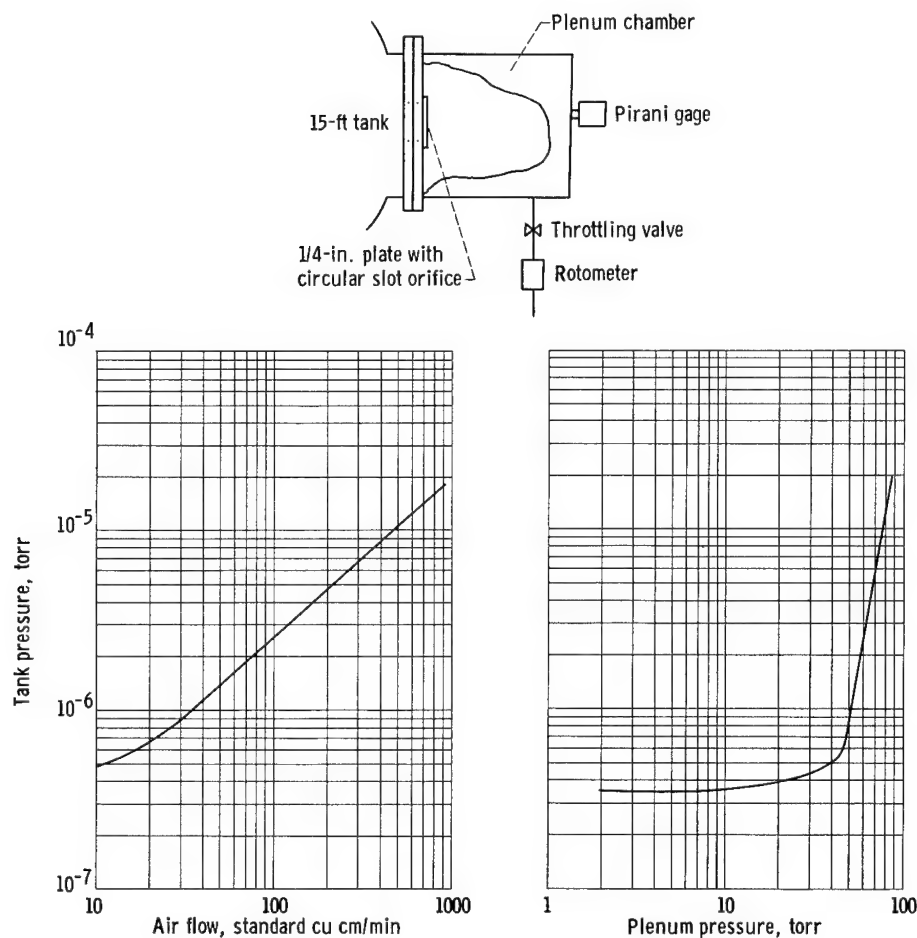 Plenum chamber
15-ft tank
Pirani gage
Throttling valve
1/4-in. plate with
circular slot orifice
Rotometer
10-4
10-5
10-6
10-7
Tank pressure, torr
10
100
1000
Air flow, standard cu cm/min
1
10
100
Plenum pressure, torr